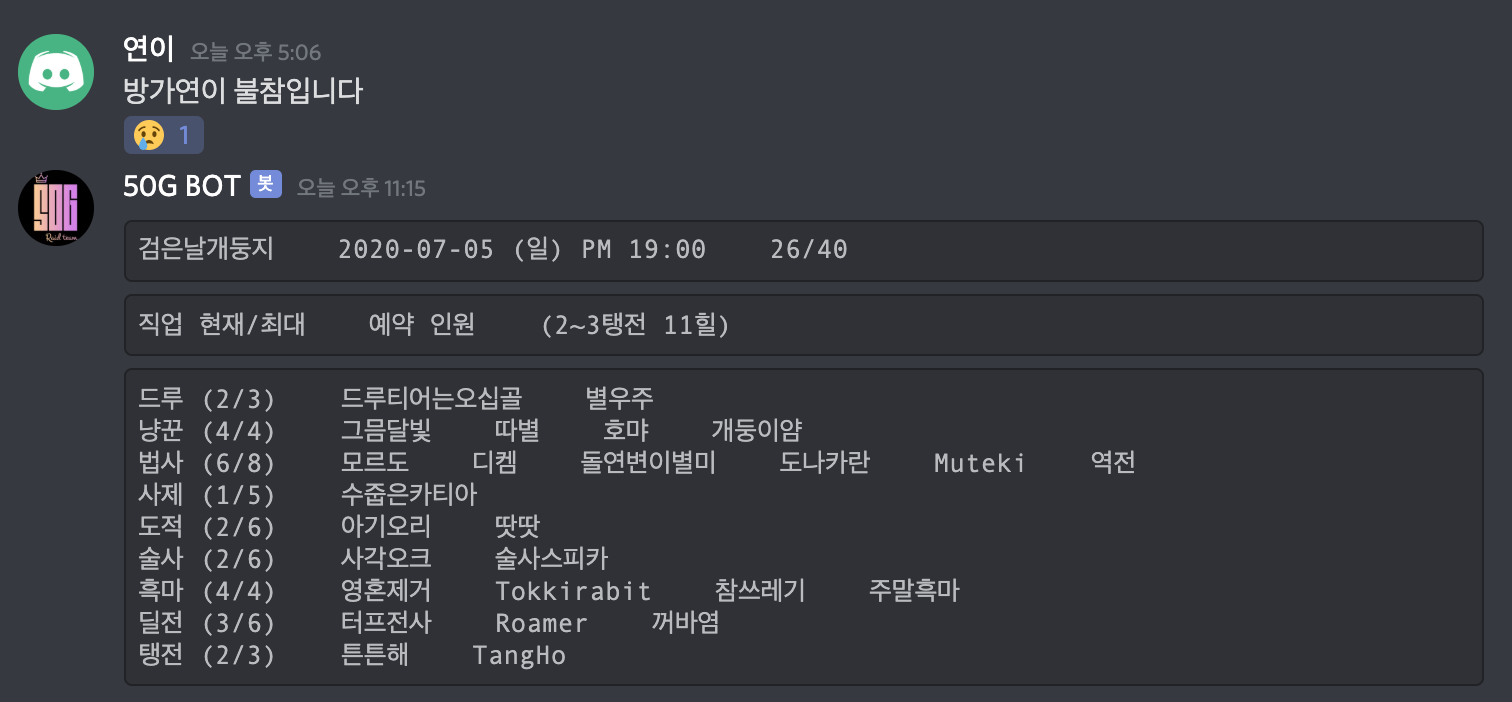 연이 오늘 오후 5:06
방가연이 불참입니다
1
50G BOT 봇 오늘 오후 11:15
50G
Raid team
검은날개둥지 2020-07-05 (일) PM 19:00 26/40
직업 현재/최대 예약 인원 (2~3탱전 11힐)
드루 (2/3) 드루티어는오십골 별우주
냥꾼 (4/4) 그믐달빛 따별 호먀 개둥이얌
법사 (6/8) 모르도 디켐 돌연변이별미 도나카란 Muteki 역전
사제 (1/5) 수줍은카티아
도적 (2/6) 아기오리 땃땃
술사 (2/6) 사각오크 술사스피카
흑마 (4/4) 영혼제거 Tokkirabit 참쓰레기 주말흑마
딜전 (3/6) 터프전사 Roamer 꺼바염
탱전 (2/3) 튼튼해 TangHo